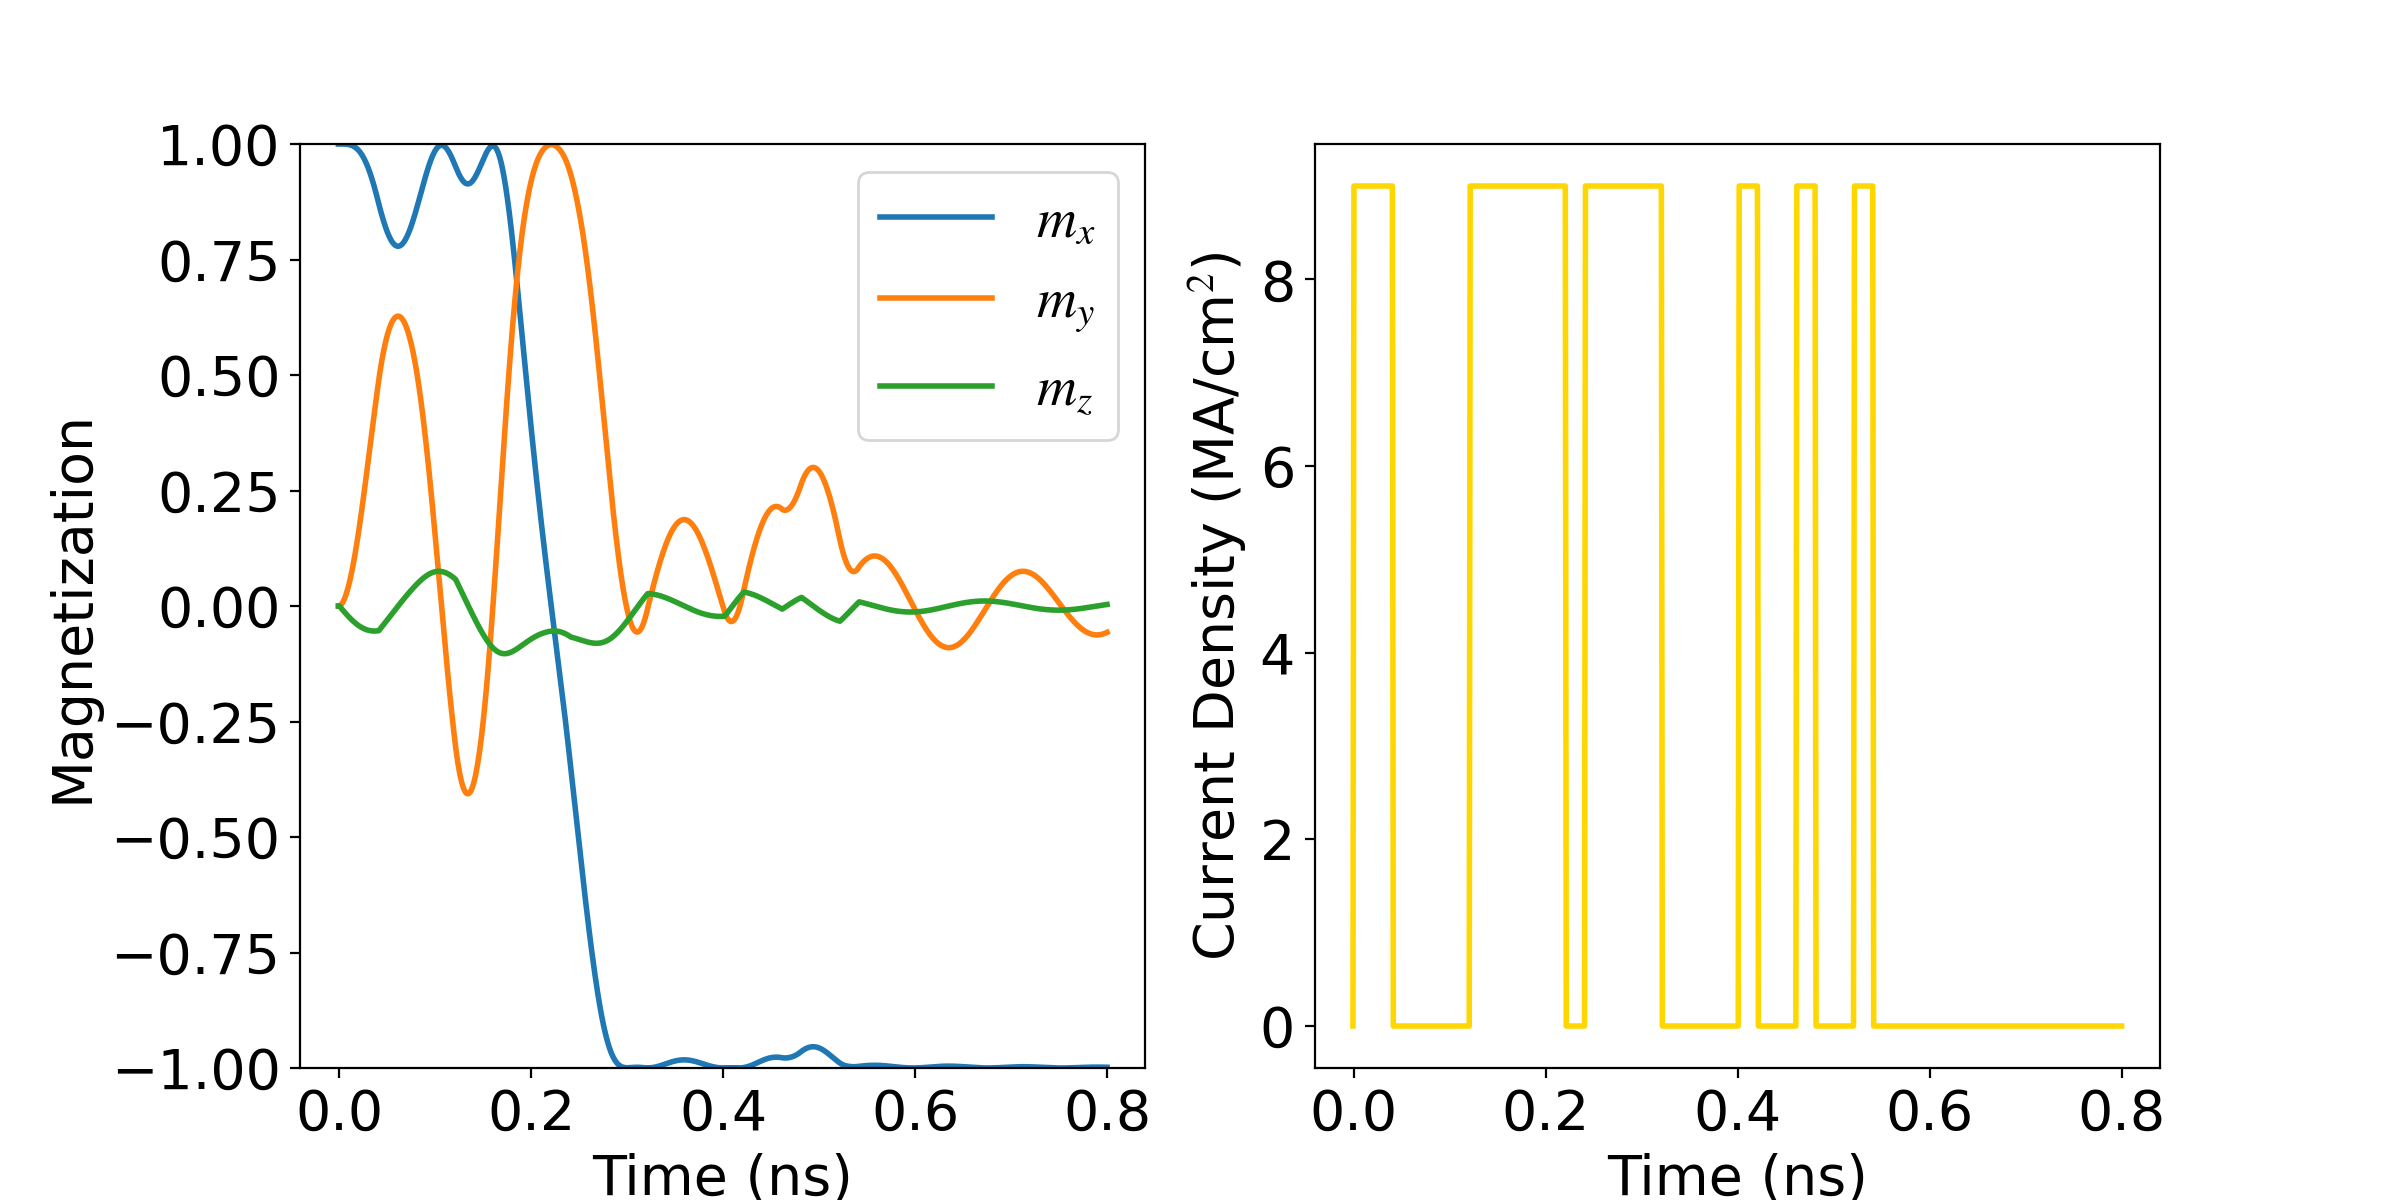 Magnetization
1.00
0.75
0.50
0.25
0.00
−0.25
−0.50
−0.75
−1.00
0.0 0.2 0.4 0.6 0.8
Time (ns)
m_x
m_y
m_z
Current Density (MA/cm²)
8
6
4
2
0
0.0 0.2 0.4 0.6 0.8
Time (ns)